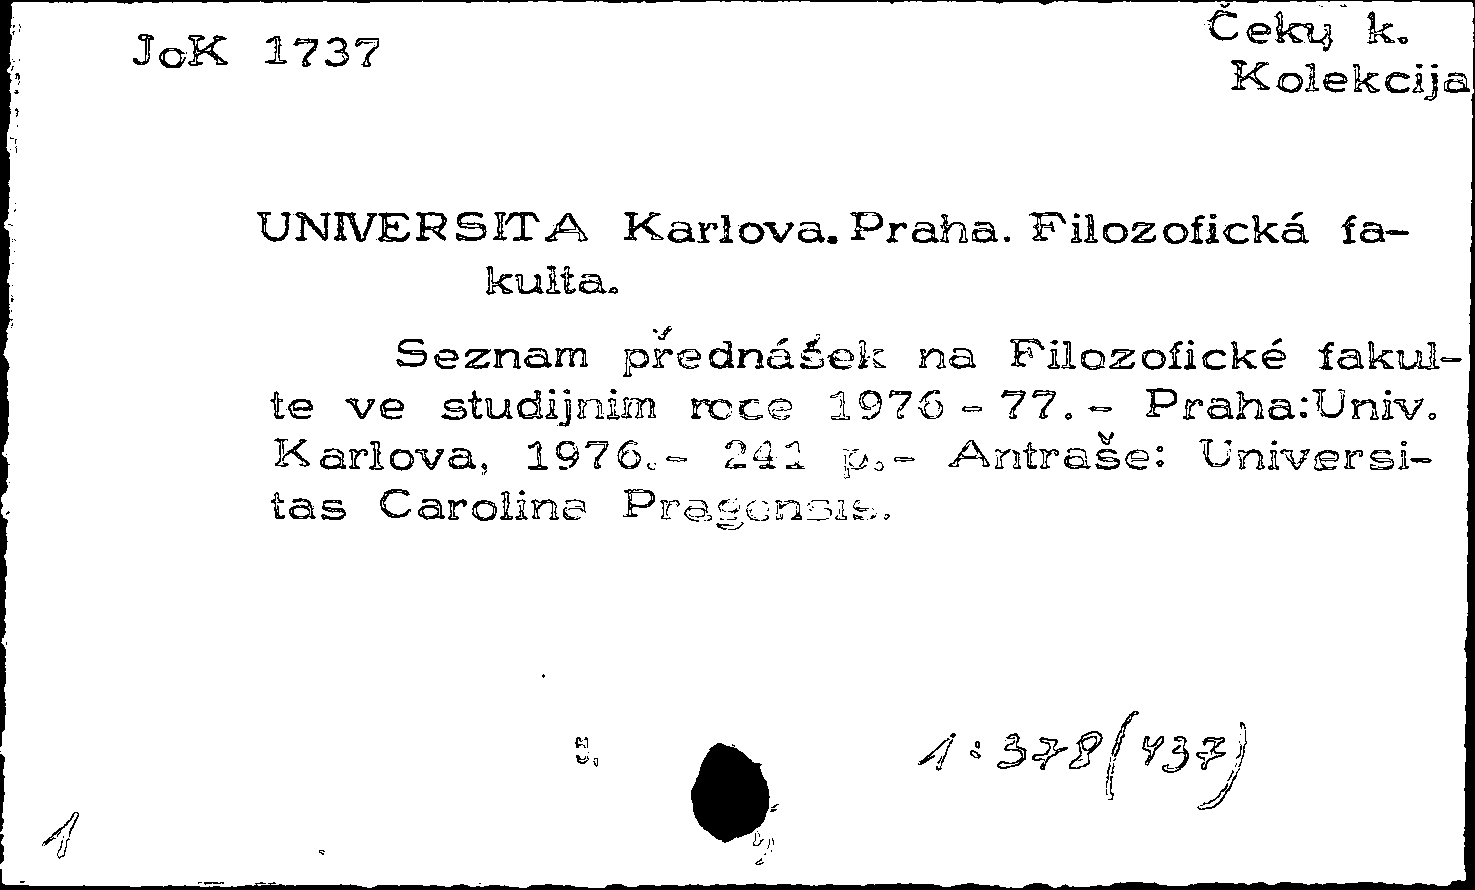 JoK 1737
Čekų k.
Kolekcija
UNIVERSITA Karlova. Praha. Filozofická fa-
kulta.
Seznam přednášek na Filozofické fakul-
te ve studijnim roce 1976 - 77. - Praha:Univ.
Karlova, 1976.- 241 p.- Antraše: Universi-
tas Carolina Pragensis.
1:378(437)
1